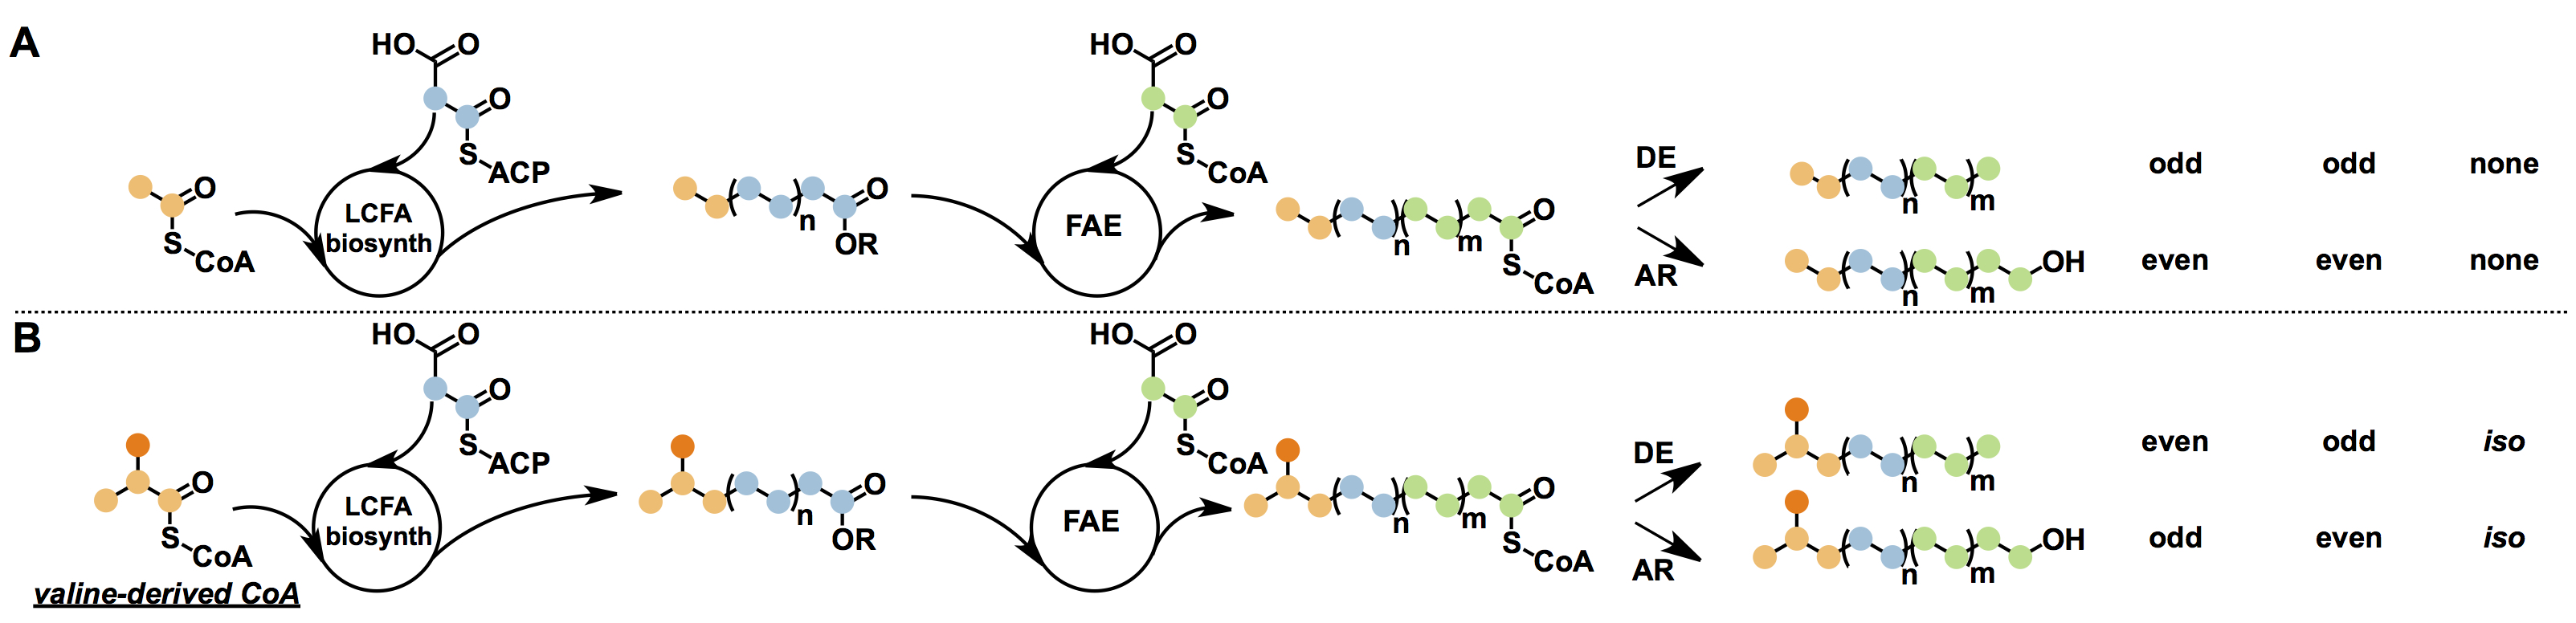 A
HO O
O
S
ACP
O
S
CoA
LCFA
biosynth
n
O
OR
HO O
O
S
CoA
FAE
n m
O
S
CoA
DE
n m
odd odd none
AR
n m
OH
even even none
B
HO O
O
S
ACP
O
S
CoA
valine-derived CoA
LCFA
biosynth
n
O
OR
HO O
O
S
CoA
FAE
n m
O
S
CoA
DE
n m
even odd iso
AR
n m
OH
odd even iso